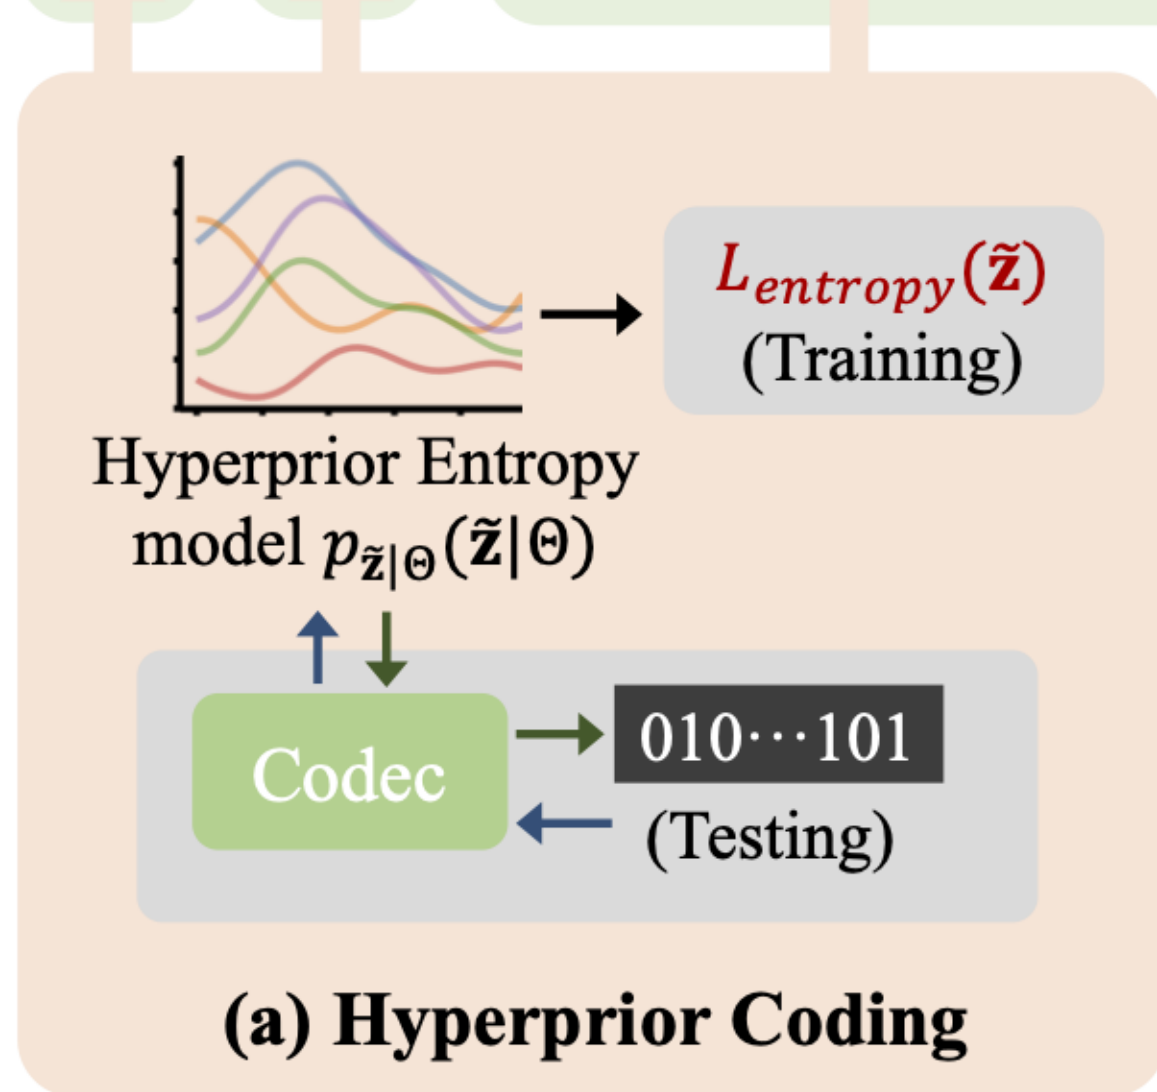 L_entropy(z̃)
(Training)
Hyperprior Entropy
model p_z̃|Θ(z̃|Θ)
Codec
010···101
(Testing)
(a) Hyperprior Coding